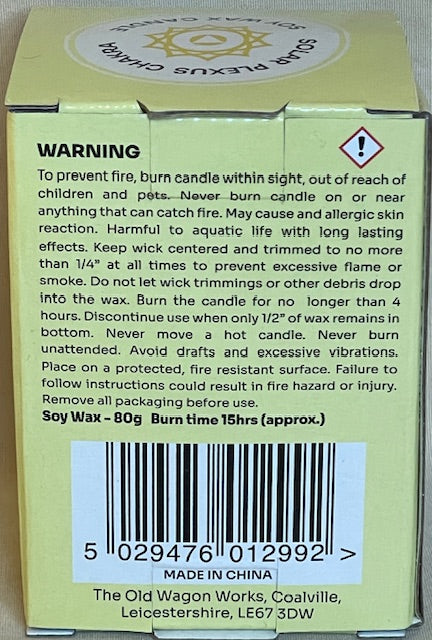 SOY WAX CANDLE
SOLAR PLEXUS CHAKRA
WARNING
To prevent fire, burn candle within sight, out of reach of
children and pets. Never burn candle on or near
anything that can catch fire. May cause and allergic skin
reaction. Harmful to aquatic life with long lasting
effects. Keep wick centered and trimmed to no more
than 1/4” at all times to prevent excessive flame or
smoke. Do not let wick trimmings or other debris drop
into the wax. Burn the candle for no longer than 4
hours. Discontinue use when only 1/2” of wax remains in
bottom. Never move a hot candle. Never burn
unattended. Avoid drafts and excessive vibrations.
Place on a protected, fire resistant surface. Failure to
follow instructions could result in fire hazard or injury.
Remove all packaging before use.
Soy Wax - 80g Burn time 15hrs (approx.)
5 029476 012992 >
MADE IN CHINA
The Old Wagon Works, Coalville,
Leicestershire, LE67 3DW